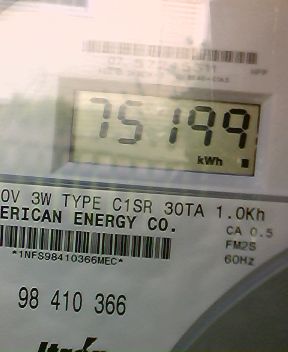 75199
kWh
0V 3W TYPE C1SR 30TA 1.0Kh
ERICAN ENERGY CO.
CA 0.5
FM2S
60Hz
*1NFS98410366MEC*
98 410 366
Itrón